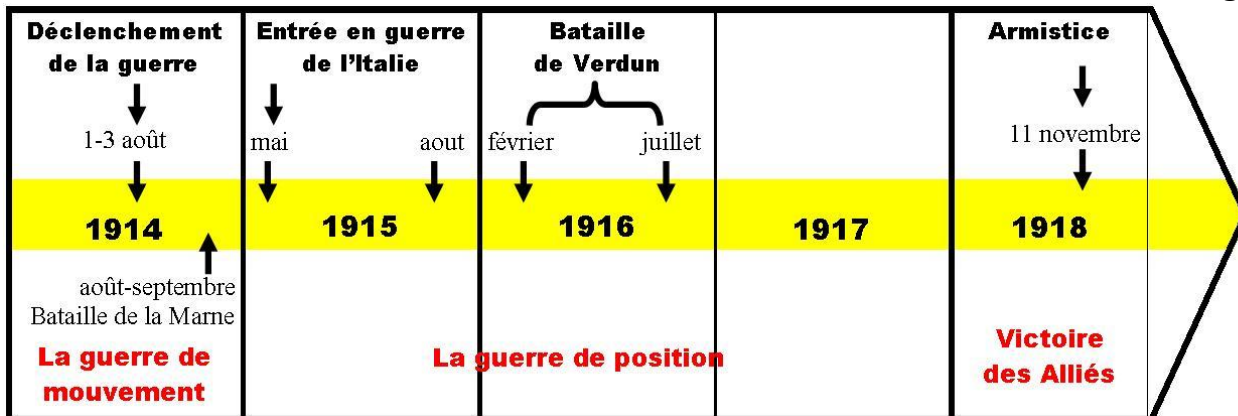 Déclenchement
de la guerre
Entrée en guerre
de l'Italie
Bataille
de Verdun
Armistice
1-3 août
mai
aout
février
juillet
11 novembre
1914
1915
1916
1917
1918
août-septembre
Bataille de la Marne
La guerre de
mouvement
La guerre de position
Victoire
des Alliés